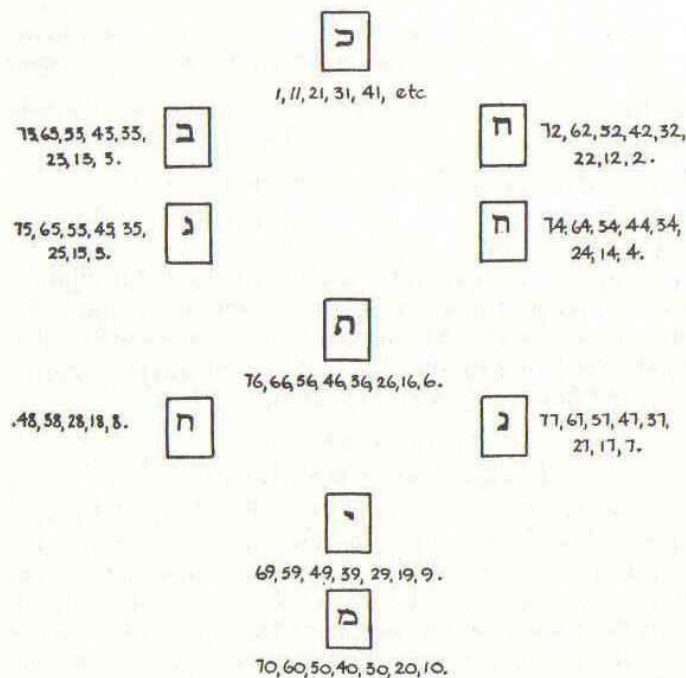 כ
1, 11, 21, 31, 41, etc
ב
73, 63, 53, 43, 33,
23, 13, 3.
ח
72, 62, 52, 42, 32,
22, 12, 2.
ג
75, 65, 55, 45, 35,
25, 15, 5.
ח
74, 64, 54, 44, 34,
24, 14, 4.
ת
76, 66, 56, 46, 36, 26, 16, 6.
.48, 38, 28, 18, 8.
ח
נ
77, 67, 57, 47, 37,
27, 17, 7.
י
69, 59, 49, 39, 29, 19, 9.
מ
70, 60, 50, 40, 30, 20, 10.